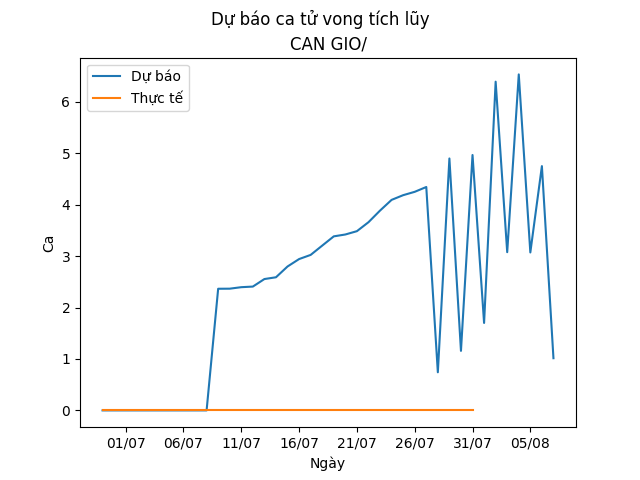 Dự báo ca tử vong tích lũy
CAN GIO/
Dự báo
Thực tế
Ca
6
5
4
3
2
1
0
01/07 06/07 11/07 16/07 21/07 26/07 31/07 05/08
Ngày